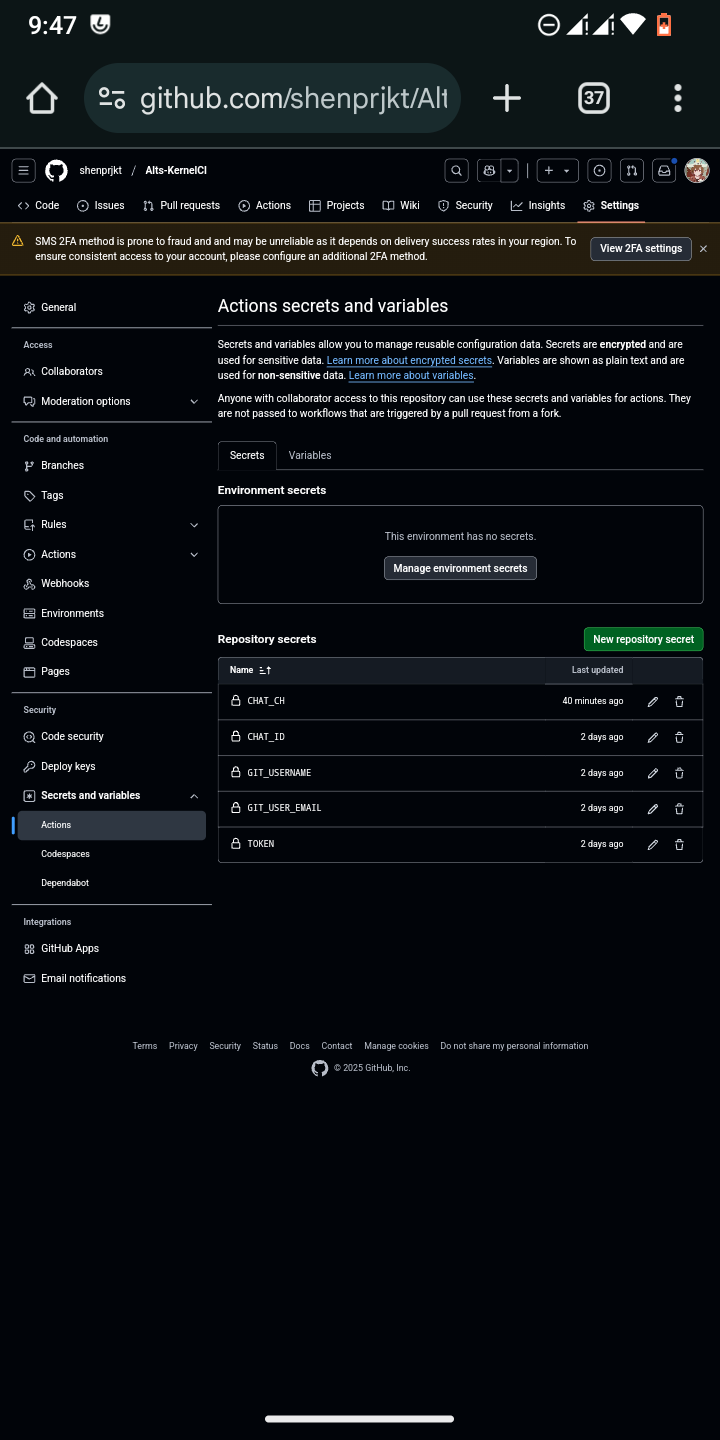 9:47
github.com/shenprjkt/Alt
37
shenprjkt / Alts-KernelCI
Code Issues Pull requests Actions Projects Wiki Security Insights Settings
SMS 2FA method is prone to fraud and and may be unreliable as it depends on delivery success rates in your region. To
ensure consistent access to your account, please configure an additional 2FA method.
View 2FA settings
General
Access
Collaborators
Moderation options
Code and automation
Branches
Tags
Rules
Actions
Webhooks
Environments
Codespaces
Pages
Security
Code security
Deploy keys
Secrets and variables
Actions
Codespaces
Dependabot
Integrations
GitHub Apps
Email notifications
Actions secrets and variables
Secrets and variables allow you to manage reusable configuration data. Secrets are encrypted and are
used for sensitive data. Learn more about encrypted secrets. Variables are shown as plain text and are
used for non-sensitive data. Learn more about variables.
Anyone with collaborator access to this repository can use these secrets and variables for actions. They
are not passed to workflows that are triggered by a pull request from a fork.
Secrets Variables
Environment secrets
This environment has no secrets.
Manage environment secrets
Repository secrets
New repository secret
Name Last updated
CHAT_CH 40 minutes ago
CHAT_ID 2 days ago
GIT_USERNAME 2 days ago
GIT_USER_EMAIL 2 days ago
TOKEN 2 days ago
Terms Privacy Security Status Docs Contact Manage cookies Do not share my personal information
© 2025 GitHub, Inc.